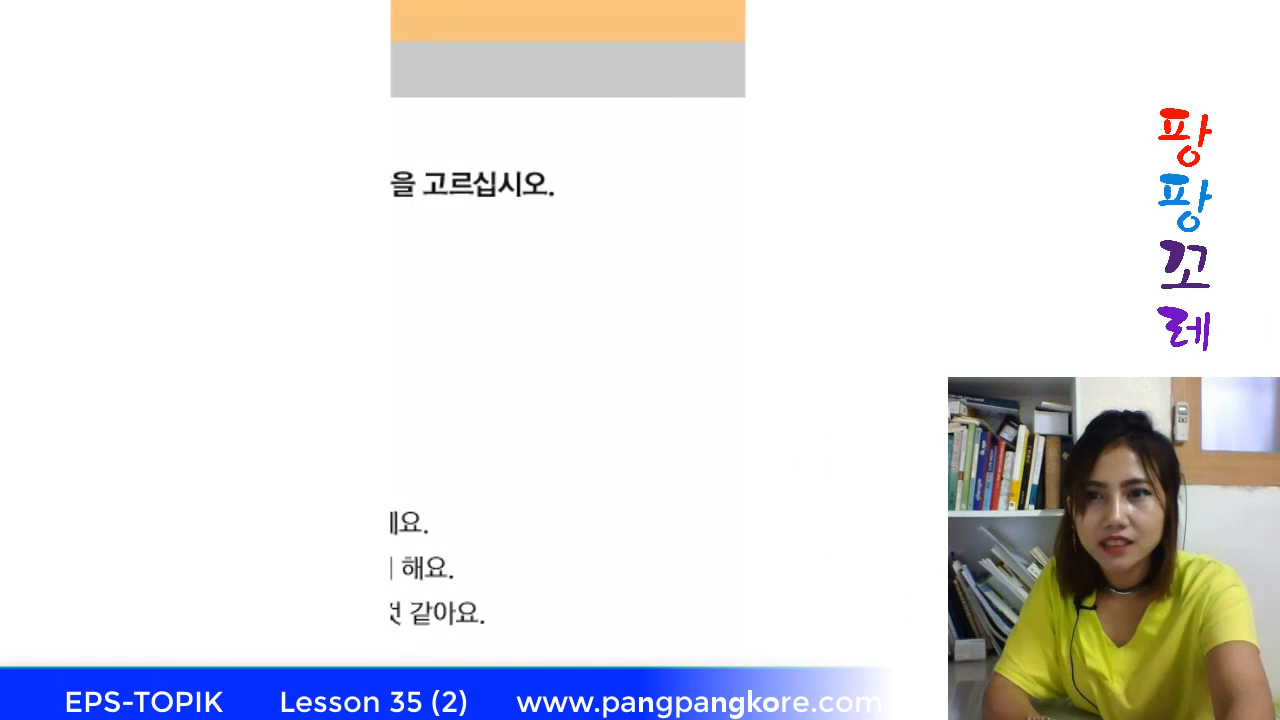 을 고르십시오.
팡
팡
꼬
레
요.
해요.
같아요.
EPS-TOPIK Lesson 35 (2) www.pangpangkore.com